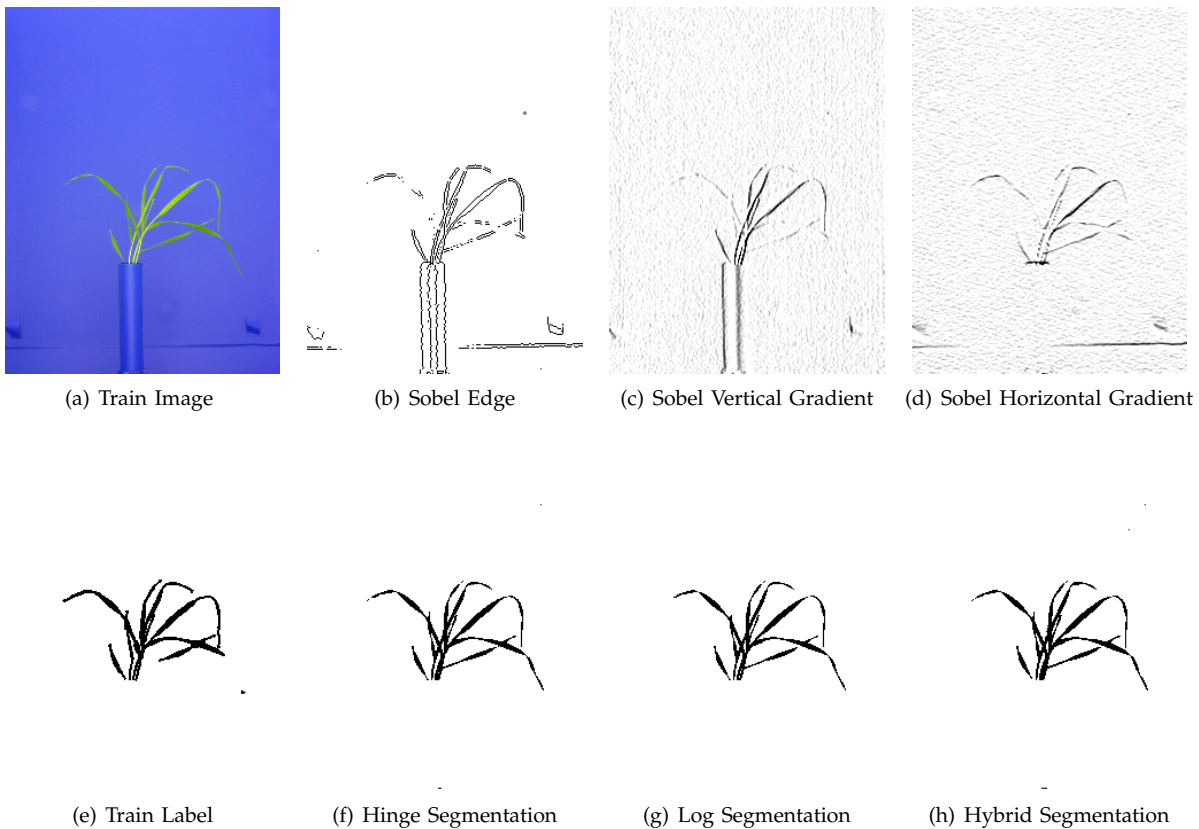 (a) Train Image
(b) Sobel Edge
(c) Sobel Vertical Gradient
(d) Sobel Horizontal Gradient
(e) Train Label
(f) Hinge Segmentation
(g) Log Segmentation
(h) Hybrid Segmentation